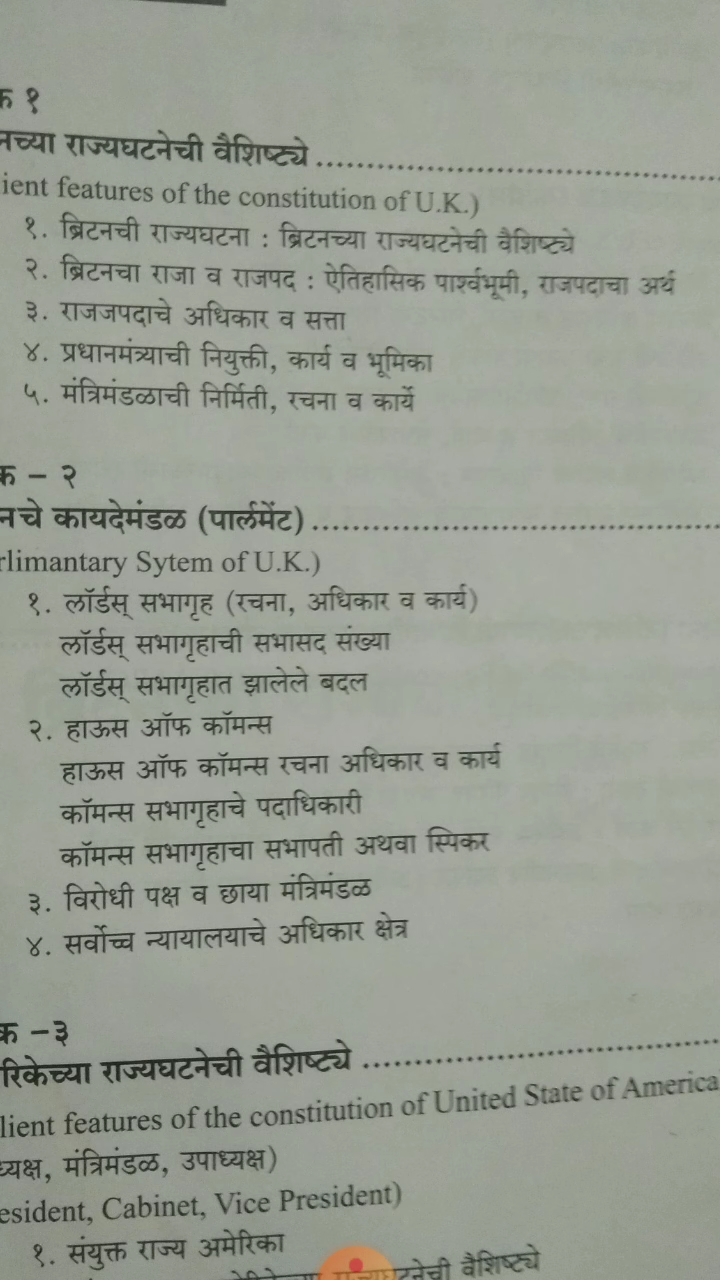 क १
नच्या राज्यघटनेची वैशिष्ट्ये
ient features of the constitution of U.K.)
१. ब्रिटनची राज्यघटना : ब्रिटनच्या राज्यघटनेची वैशिष्ट्ये
२. ब्रिटनचा राजा व राजपद : ऐतिहासिक पार्श्वभूमी, राजपदाचा अर्थ
३. राजजपदाचे अधिकार व सत्ता
४. प्रधानमंत्र्याची नियुक्ती, कार्य व भूमिका
५. मंत्रिमंडळाची निर्मिती, रचना व कार्ये
क – २
नचे कायदेमंडळ (पार्लमेंट)
rlimantary Sytem of U.K.)
१. लॉर्डस् सभागृह (रचना, अधिकार व कार्य)
लॉर्डस् सभागृहाची सभासद संख्या
लॉर्डस् सभागृहात झालेले बदल
२. हाऊस ऑफ कॉमन्स
हाऊस ऑफ कॉमन्स रचना अधिकार व कार्य
कॉमन्स सभागृहाचे पदाधिकारी
कॉमन्स सभागृहाचा सभापती अथवा स्पिकर
३. विरोधी पक्ष व छाया मंत्रिमंडळ
४. सर्वोच्च न्यायालयाचे अधिकार क्षेत्र
क –३
रिकेच्या राज्यघटनेची वैशिष्ट्ये
lient features of the constitution of United State of America
ध्यक्ष, मंत्रिमंडळ, उपाध्यक्ष)
esident, Cabinet, Vice President)
१. संयुक्त राज्य अमेरिका
वैशिष्ट्ये